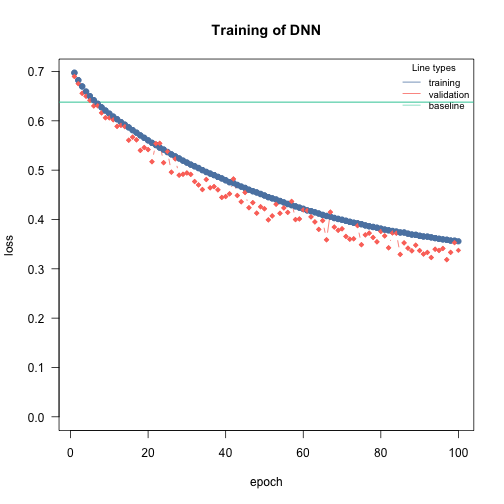 Training of DNN
Line types
training
validation
baseline
0.7
0.6
0.5
0.4
0.3
0.2
0.1
0.0
loss
0 20 40 60 80 100
epoch